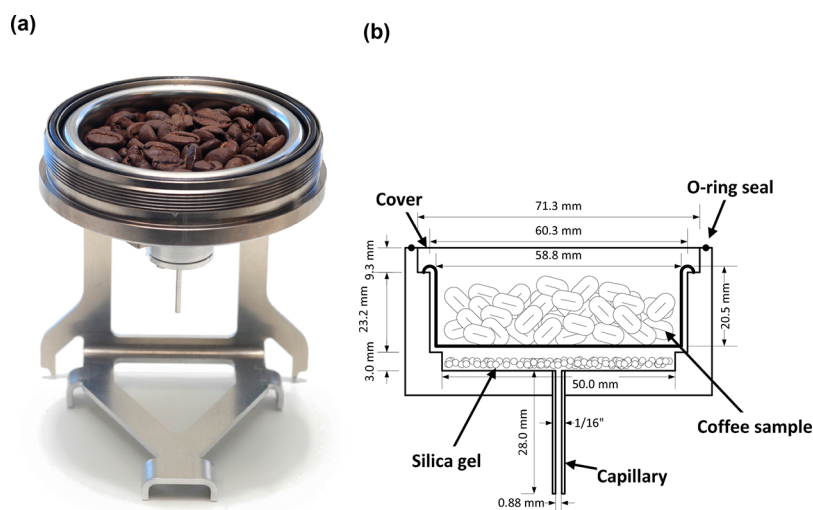 (a)
(b)
Cover
O-ring seal
71.3 mm
60.3 mm
58.8 mm
9.3 mm
23.2 mm
3.0 mm
20.5 mm
50.0 mm
28.0 mm
1/16"
0.88 mm
Silica gel
Capillary
Coffee sample